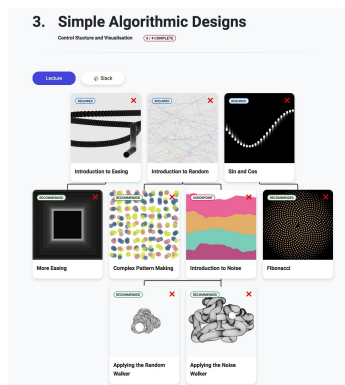 3. Simple Algorithmic Designs
Control Stucture and Visualisation 0 / 4 COMPLETE
Lecture Slack
REQUIRED REQUIRED REQUIRED
Introduction to Easing Introduction to Random Sin and Cos
RECOMMENDED RECOMMENDED CHECKPOINT RECOMMENDED
More Easing Complex Pattern Making Introduction to Noise Fibonacci
RECOMMENDED RECOMMENDED
Applying the Random Walker Applying the Noise Walker